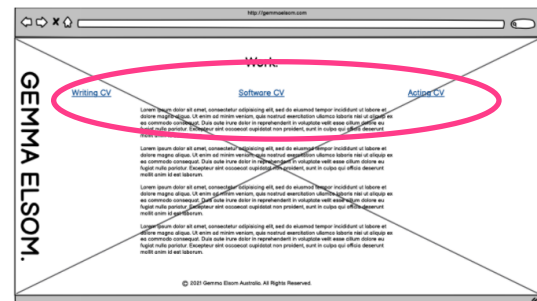 http://gemmaelsom.com
GEMMA ELSOM.
Work.
Writing CV
Software CV
Acting CV
Lorem ipsum dolor sit amet, consectetur adipisicing elit, sed do eiusmod tempor incididunt ut labore et
dolore magna aliqua. Ut enim ad minim veniam, quis nostrud exercitation ullamco laboris nisi ut aliquip ex
ea commodo consequat. Duis aute irure dolor in reprehenderit in voluptate velit esse cillum dolore eu
fugiat nulla pariatur. Excepteur sint occaecat cupidatat non proident, sunt in culpa qui officia deserunt
mollit anim id est laborum.
Lorem ipsum dolor sit amet, consectetur adipisicing elit, sed do eiusmod tempor incididunt ut labore et
dolore magna aliqua. Ut enim ad minim veniam, quis nostrud exercitation ullamco laboris nisi ut aliquip ex
ea commodo consequat. Duis aute irure dolor in reprehenderit in voluptate velit esse cillum dolore eu
fugiat nulla pariatur. Excepteur sint occaecat cupidatat non proident, sunt in culpa qui officia deserunt
mollit anim id est laborum.
Lorem ipsum dolor sit amet, consectetur adipisicing elit, sed do eiusmod tempor incididunt ut labore et
dolore magna aliqua. Ut enim ad minim veniam, quis nostrud exercitation ullamco laboris nisi ut aliquip ex
ea commodo consequat. Duis aute irure dolor in reprehenderit in voluptate velit esse cillum dolore eu
fugiat nulla pariatur. Excepteur sint occaecat cupidatat non proident, sunt in culpa qui officia deserunt
mollit anim id est laborum.
Lorem ipsum dolor sit amet, consectetur adipisicing elit, sed do eiusmod tempor incididunt ut labore et
dolore magna aliqua. Ut enim ad minim veniam, quis nostrud exercitation ullamco laboris nisi ut aliquip ex
ea commodo consequat. Duis aute irure dolor in reprehenderit in voluptate velit esse cillum dolore eu
fugiat nulla pariatur. Excepteur sint occaecat cupidatat non proident, sunt in culpa qui officia deserunt
mollit anim id est laborum.
© 2021 Gemma Elsom Australia. All Rights Reserved.